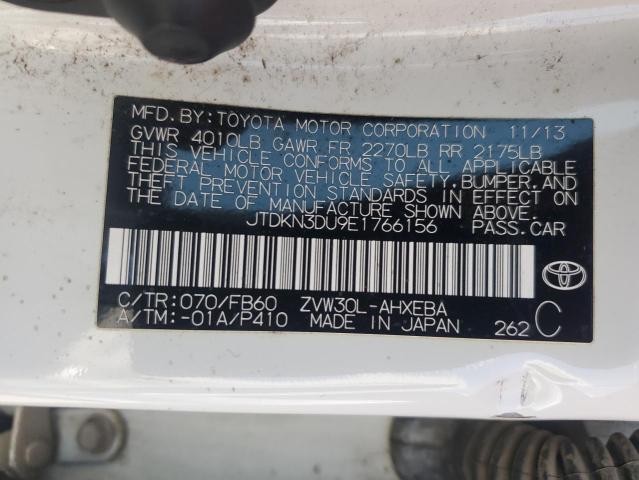 MFD. BY: TOYOTA MOTOR CORPORATION 11/13
GVWR 4010LB GAWR FR 2270LB RR 2175LB
THIS VEHICLE CONFORMS TO ALL APPLICABLE
FEDERAL MOTOR VEHICLE SAFETY, BUMPER, AND
THEFT PREVENTION STANDARDS IN EFFECT ON
THE DATE OF MANUFACTURE SHOWN ABOVE.
JTDKN3DU9E1766156 PASS. CAR
C/TR: 070/FB60 ZVW30L-AHXEBA
A/TM: -01A/P410 MADE IN JAPAN 262 C
TOYOTA